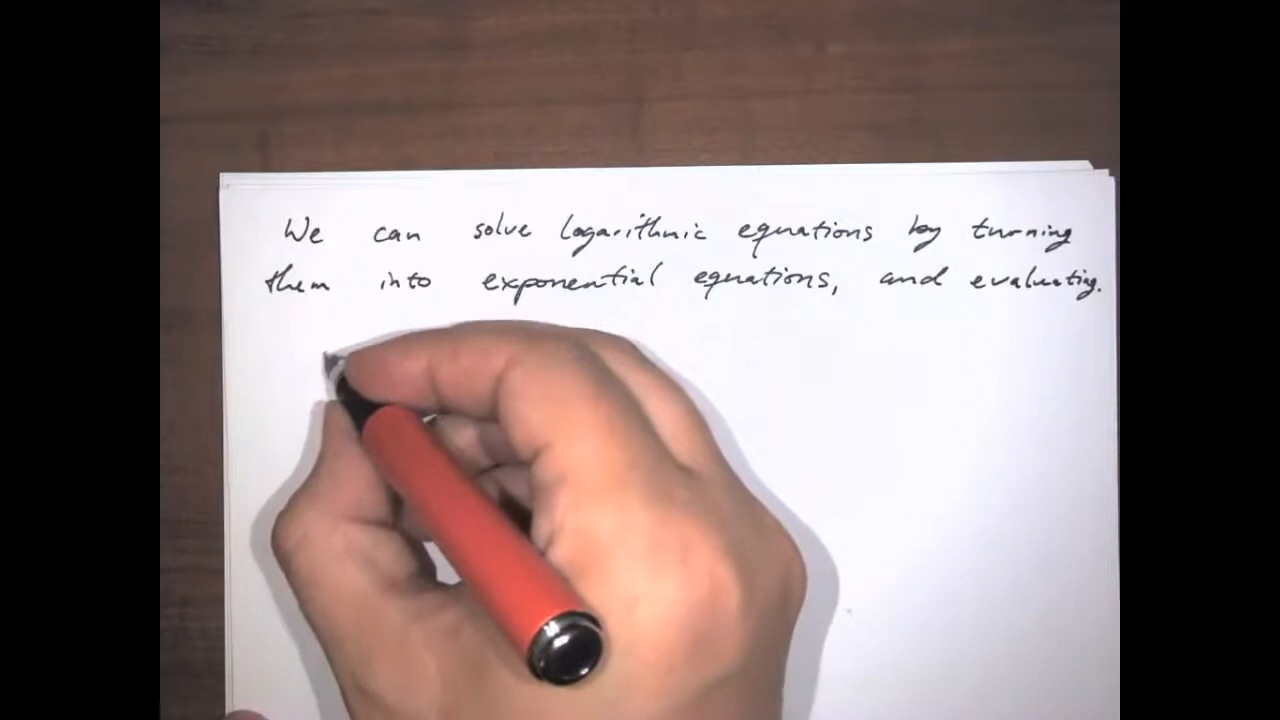 We can solve logarithmic equations by turning
them into exponential equations, and evaluating.